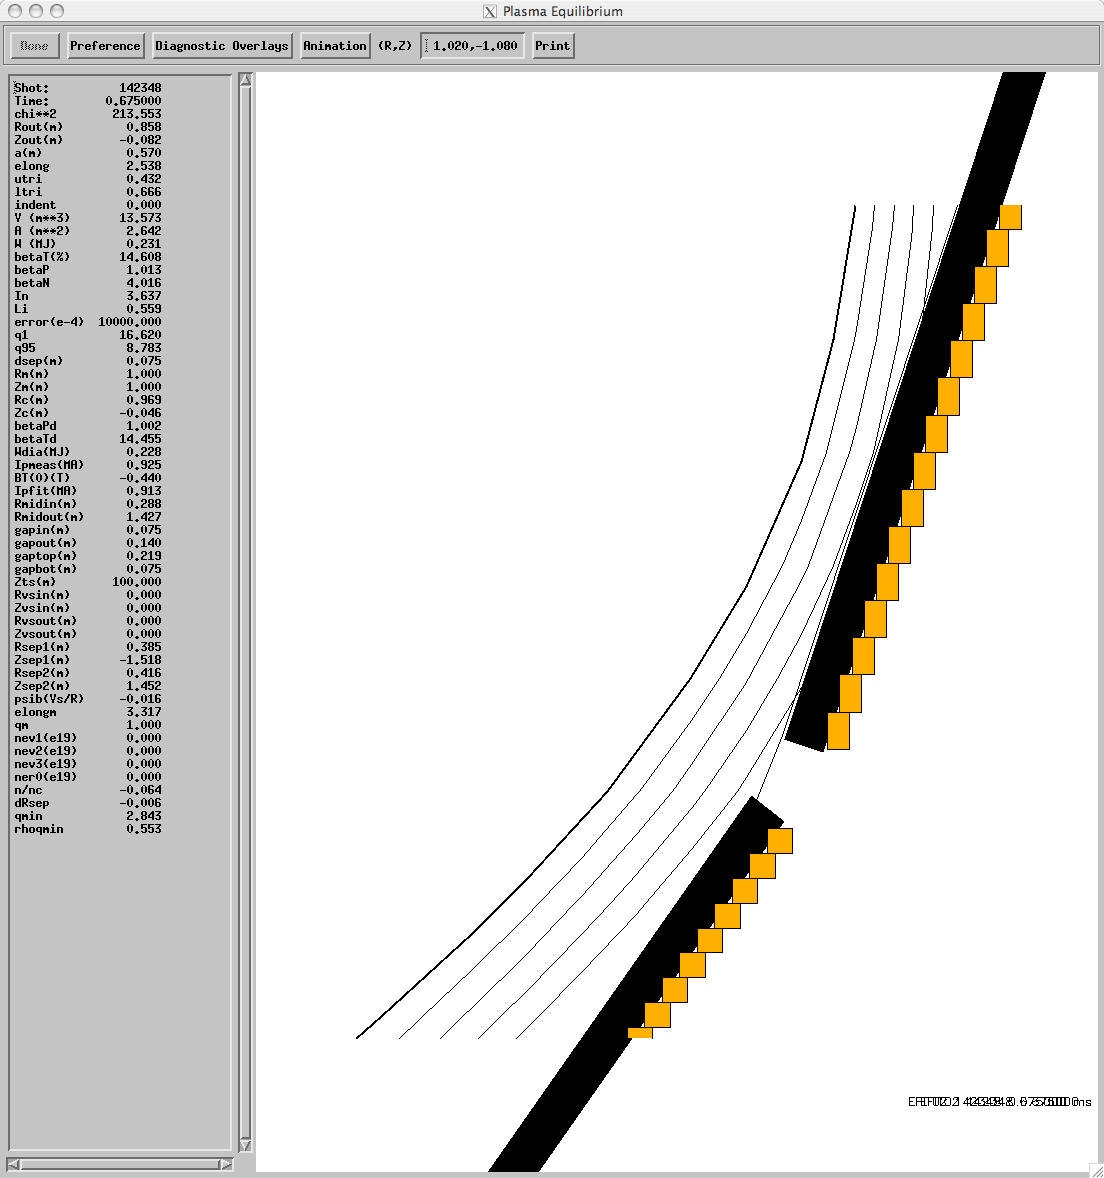 Plasma Equilibrium
Done Preference Diagnostic Overlays Animation (R,Z) 1.020,-1.080 Print
Shot: 142348
Time: 0.675000
chi**2 213.553
Rout(m) 0.858
Zout(m) -0.082
a(m) 0.570
elong 2.538
utri 0.432
ltri 0.666
indent 0.000
V (m**3) 13.573
A (m**2) 2.642
W (MJ) 0.231
betaT(%) 14.608
betaP 1.013
betaN 4.016
In 3.637
Li 0.559
error(e-4) 10000.000
q1 16.620
q95 8.783
dsep(m) 0.075
Rm(m) 1.000
Zm(m) 1.000
Rc(m) 0.969
Zc(m) -0.046
betaPd 1.002
betaTd 14.455
Wdia(MJ) 0.228
Ipmeas(MA) 0.925
BT(0)(T) -0.440
Ipfit(MA) 0.913
Rmidin(m) 0.288
Rmidout(m) 1.427
gapin(m) 0.075
gapout(m) 0.140
gaptop(m) 0.219
gapbot(m) 0.075
Zts(m) 100.000
Rvsin(m) 0.000
Zvsin(m) 0.000
Rvsout(m) 0.000
Zvsout(m) 0.000
Rsep1(m) 0.385
Zsep1(m) -1.518
Rsep2(m) 0.416
Zsep2(m) 1.452
psib(Vs/R) -0.016
elongm 3.317
qm 1.000
nev1(e19) 0.000
nev2(e19) 0.000
nev3(e19) 0.000
ner0(e19) 0.000
n/nc -0.064
dRsep -0.006
qmin 2.843
rhoqmin 0.553
ms